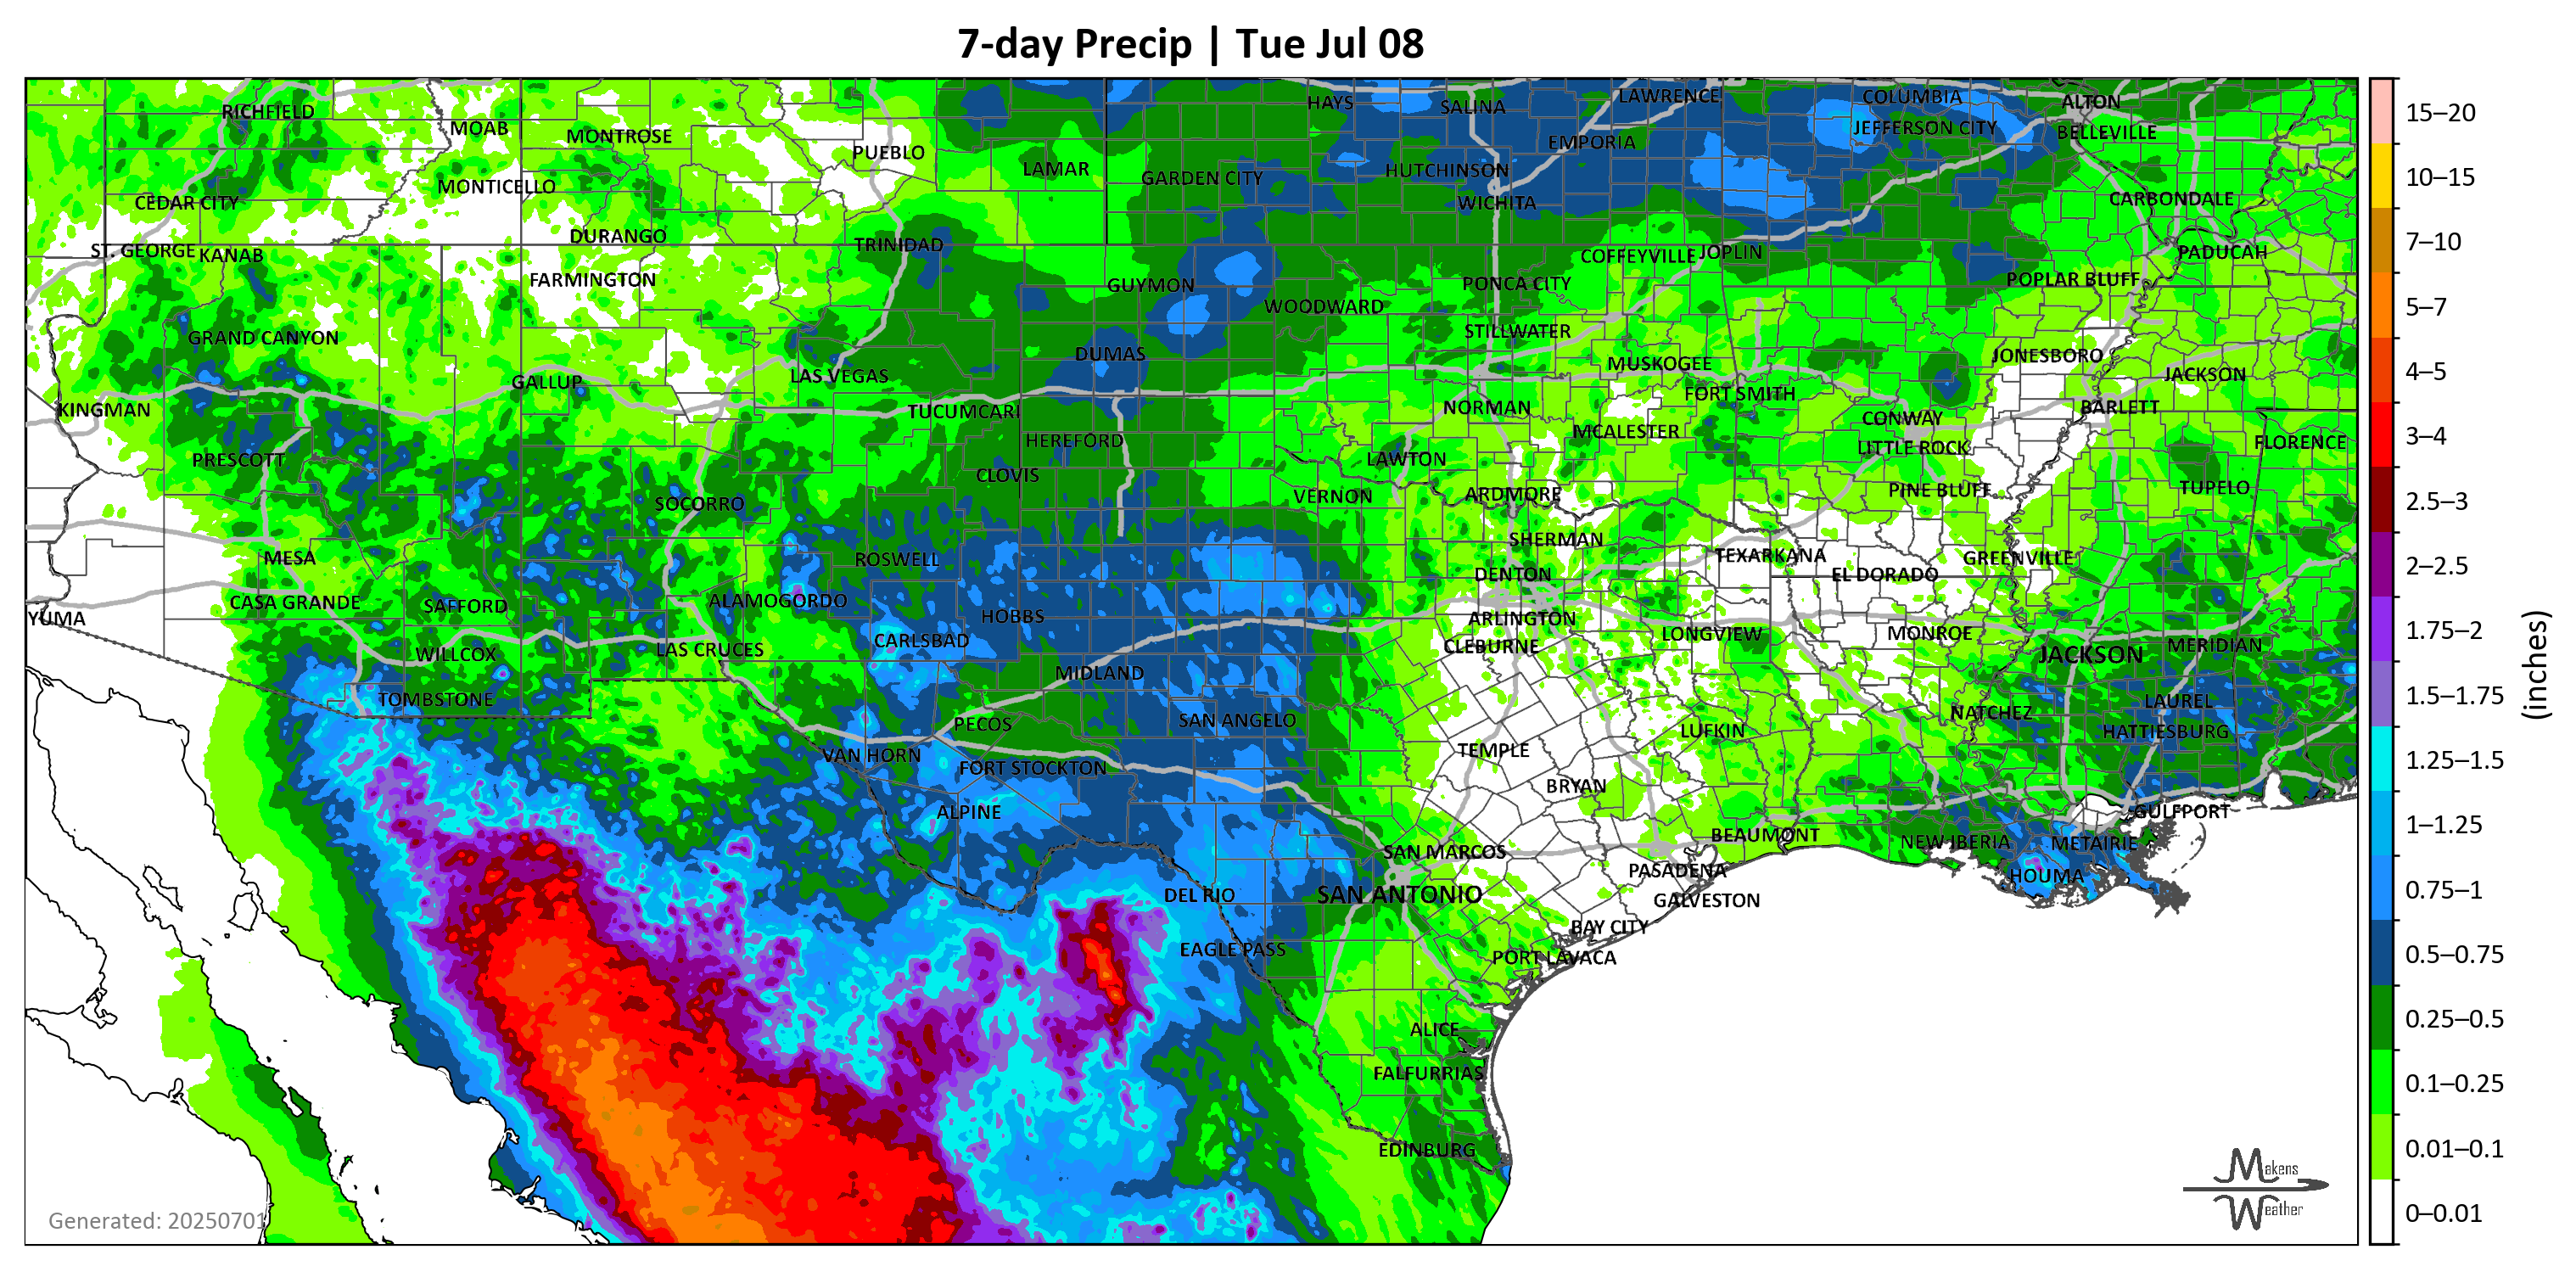 7-day Precip | Tue Jul 08
HAYS
SALINA
LAWRENCE
COLUMBIA
ALTON
RICHFIELD
MOAB
MONTROSE
PUEBLO
EMPORIA
JEFFERSON CITY
BELLEVILLE
LAMAR
GARDEN CITY
HUTCHINSON
MONTICELLO
CEDAR CITY
WICHITA
CARBONDALE
DURANGO
TRINIDAD
ST. GEORGE
KANAB
COFFEYVILLE
JOPLIN
PADUCAH
FARMINGTON
GUYMON
PONCA CITY
POPLAR BLUFF
WOODWARD
GRAND CANYON
STILLWATER
DUMAS
JONESBORO
MUSKOGEE
GALLUP
LAS VEGAS
JACKSON
FORT SMITH
KINGMAN
TUCUMCARI
NORMAN
BARLETT
CONWAY
HEREFORD
MCALESTER
FLORENCE
PRESCOTT
LAWTON
LITTLE ROCK
CLOVIS
SOCORRO
VERNON
ARDMORE
PINE BLUFF
TUPELO
SHERMAN
MESA
ROSWELL
TEXARKANA
GREENVILLE
DENTON
EL DORADO
CASA GRANDE
SAFFORD
ALAMOGORDO
YUMA
HOBBS
ARLINGTON
CARLSBAD
LONGVIEW
MONROE
WILLCOX
LAS CRUCES
CLEBURNE
JACKSON
MERIDIAN
MIDLAND
TOMBSTONE
LAUREL
PECOS
SAN ANGELO
NATCHEZ
LUFKIN
HATTIESBURG
VAN HORN
FORT STOCKTON
TEMPLE
BRYAN
ALPINE
GULFPORT
BEAUMONT
NEW IBERIA
METAIRIE
SAN MARCOS
PASADENA
HOUMA
DEL RIO
SAN ANTONIO
GALVESTON
BAY CITY
EAGLE PASS
PORT LAVACA
ALICE
FALFURRIAS
EDINBURG
Generated: 20250701
Makens
Weather
15–20
10–15
7–10
5–7
4–5
3–4
2.5–3
2–2.5
1.75–2
1.5–1.75
1.25–1.5
1–1.25
0.75–1
0.5–0.75
0.25–0.5
0.1–0.25
0.01–0.1
0–0.01
(inches)